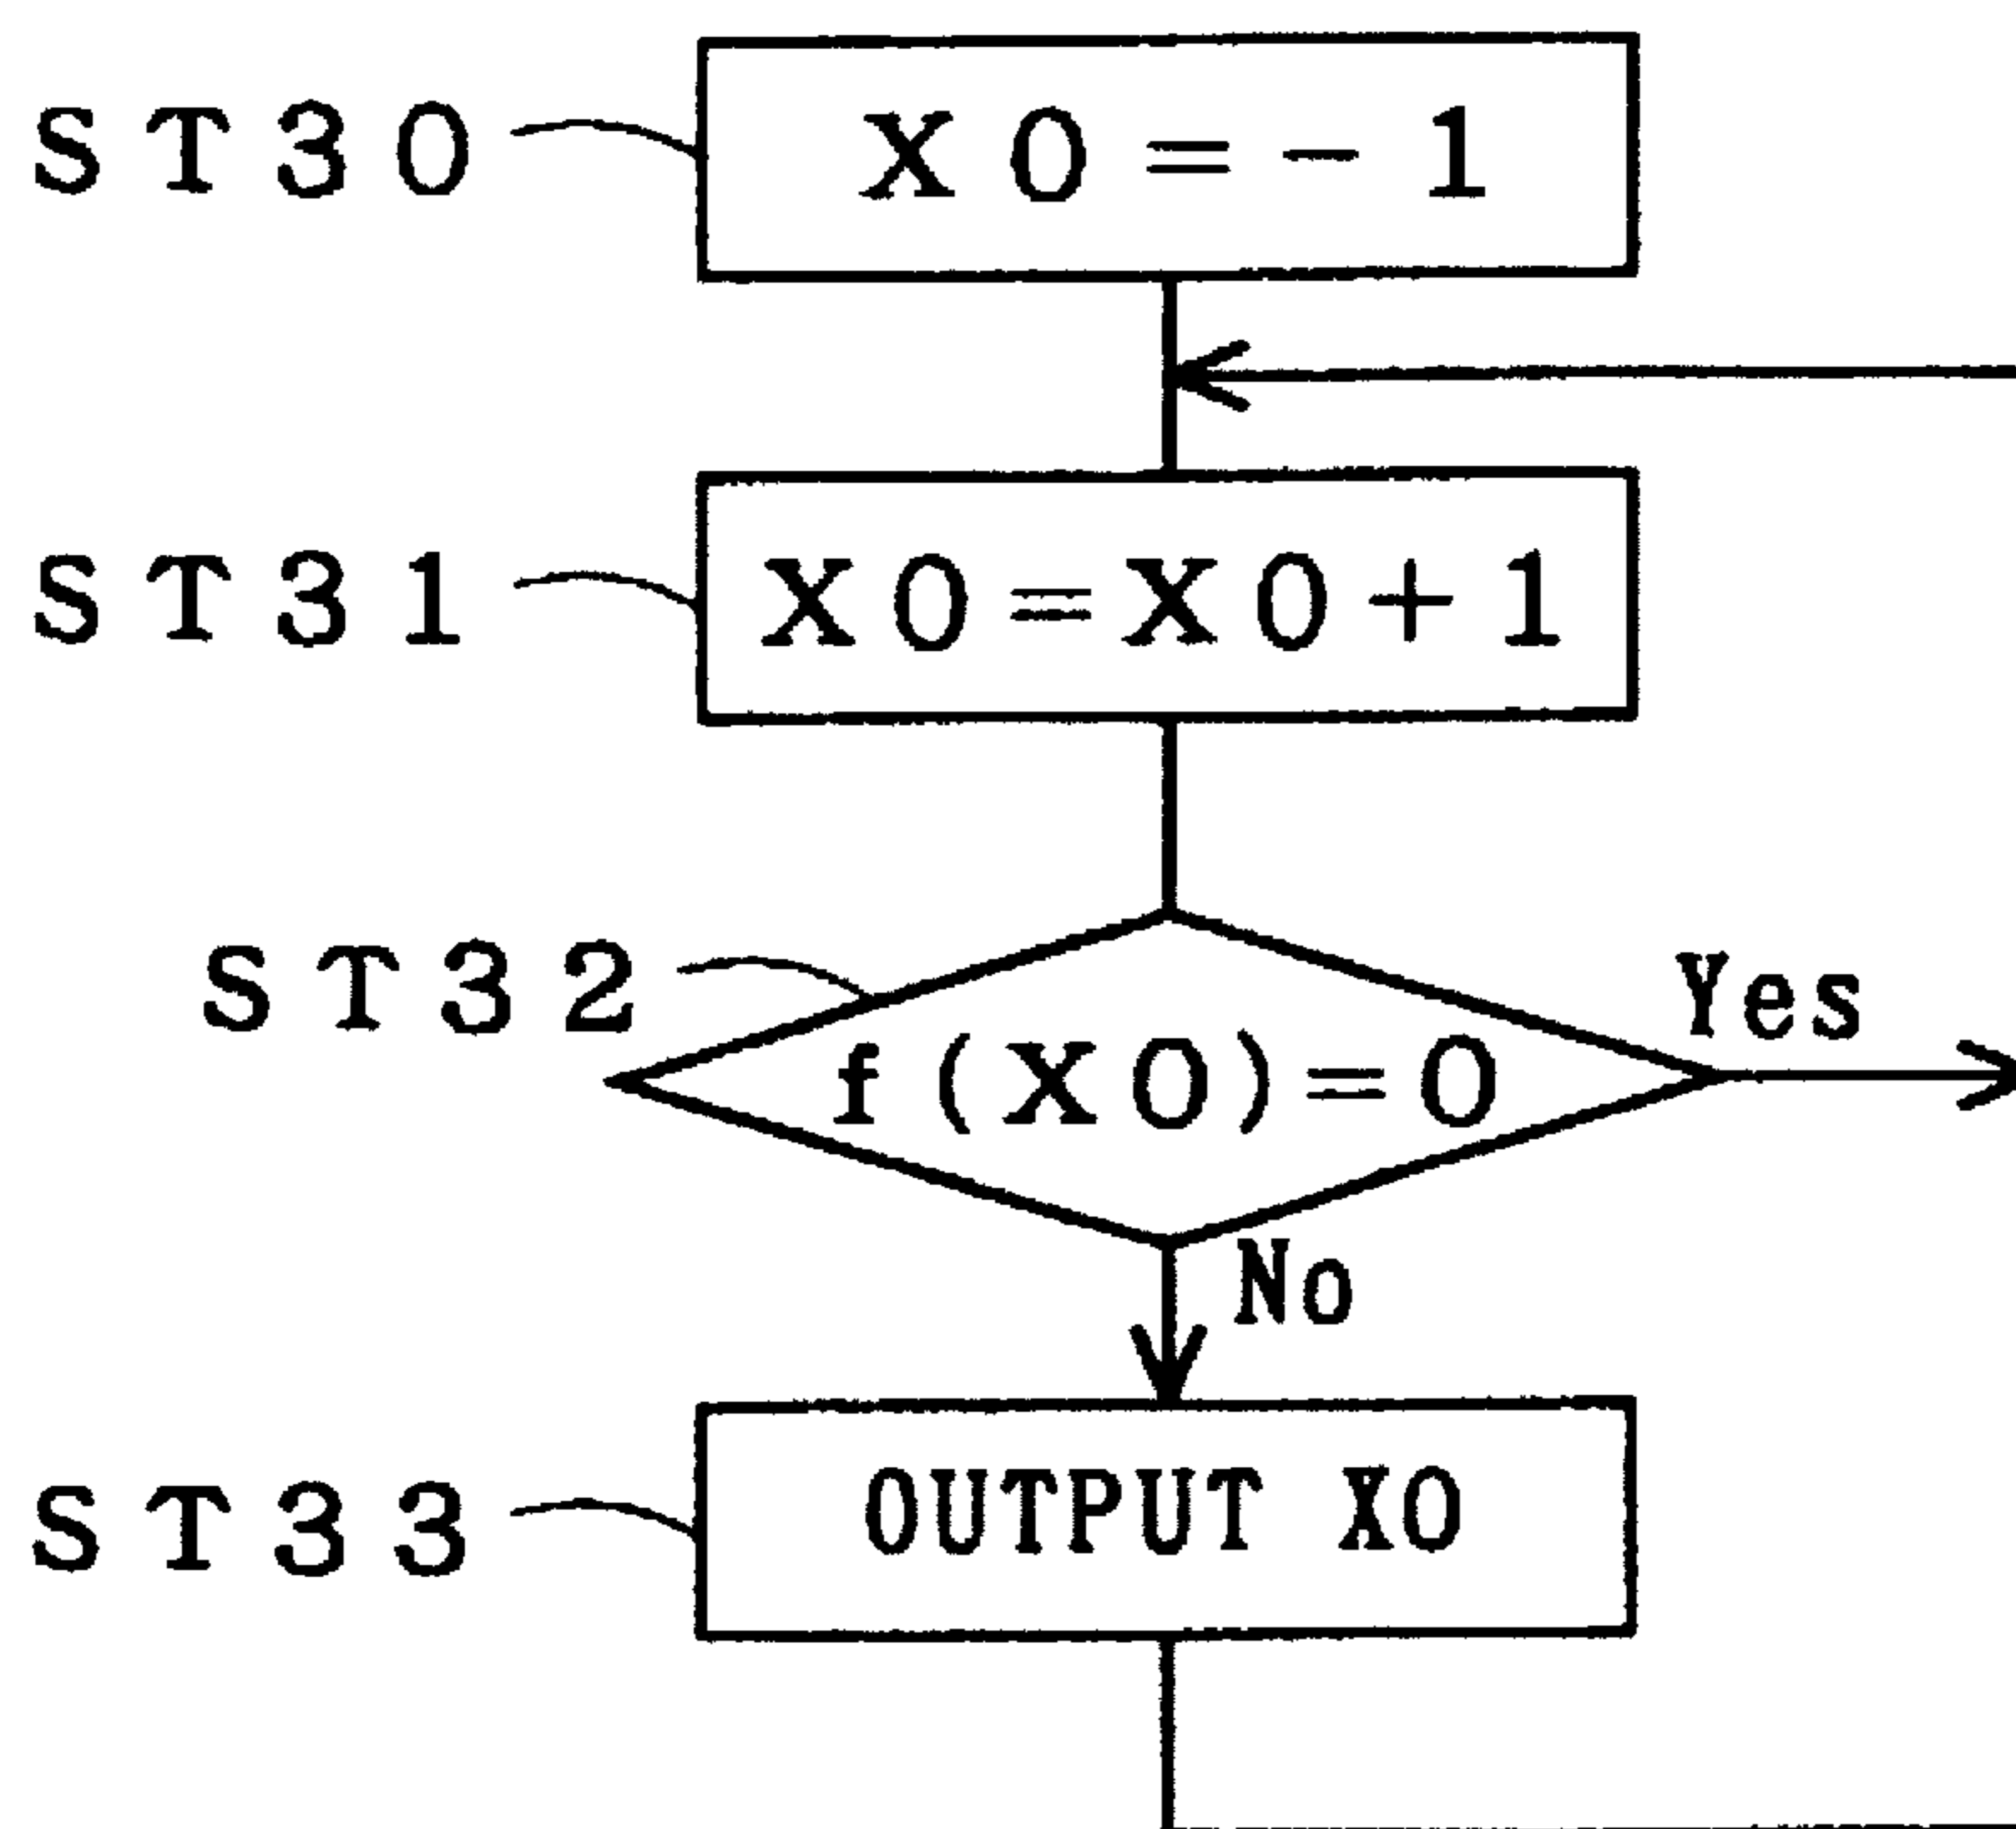 ST30
X0=-1
ST31
X0=X0+1
ST32
f(X0)=0
Yes
No
ST33
OUTPUT X0